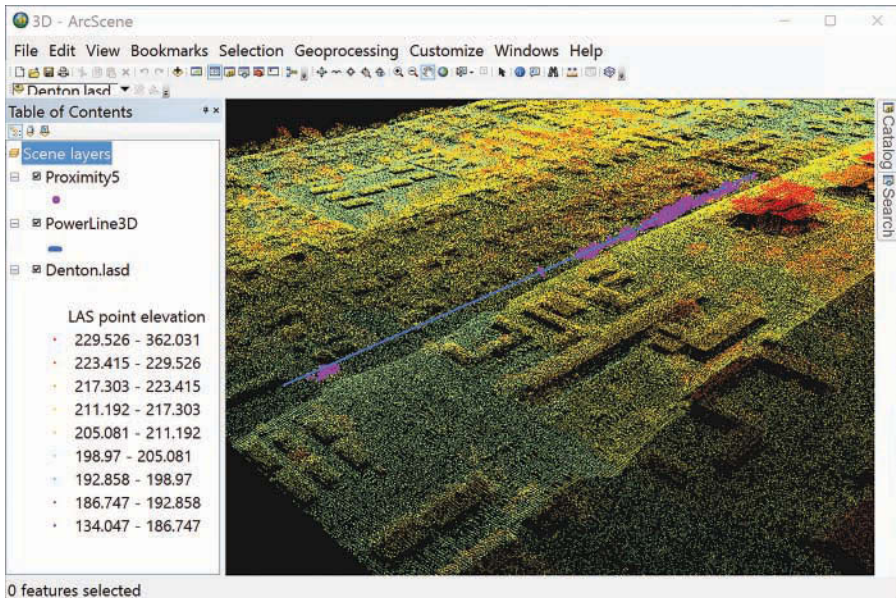 3D - ArcScene
File Edit View Bookmarks Selection Geoprocessing Customize Windows Help
Denton.lasd
Table of Contents
Scene layers
Proximity5
PowerLine3D
Denton.lasd
LAS point elevation
229.526 - 362.031
223.415 - 229.526
217.303 - 223.415
211.192 - 217.303
205.081 - 211.192
198.97 - 205.081
192.858 - 198.97
186.747 - 192.858
134.047 - 186.747
Catalog
Search
0 features selected